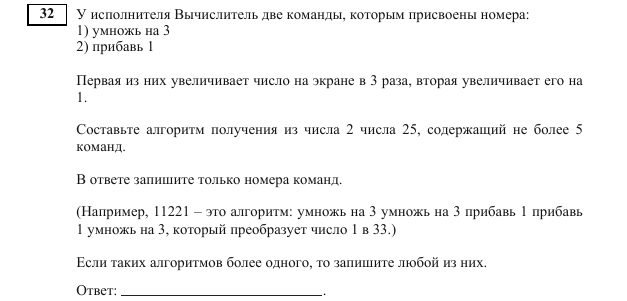 32
У исполнителя Вычислитель две команды, которым присвоены номера:
1) умножь на 3
2) прибавь 1
Первая из них увеличивает число на экране в 3 раза, вторая увеличивает его на
1.
Составьте алгоритм получения из числа 2 числа 25, содержащий не более 5
команд.
В ответе запишите только номера команд.
(Например, 11221 – это алгоритм: умножь на 3 умножь на 3 прибавь 1 прибавь
1 умножь на 3, который преобразует число 1 в 33.)
Если таких алгоритмов более одного, то запишите любой из них.
Ответ: ___________________________.